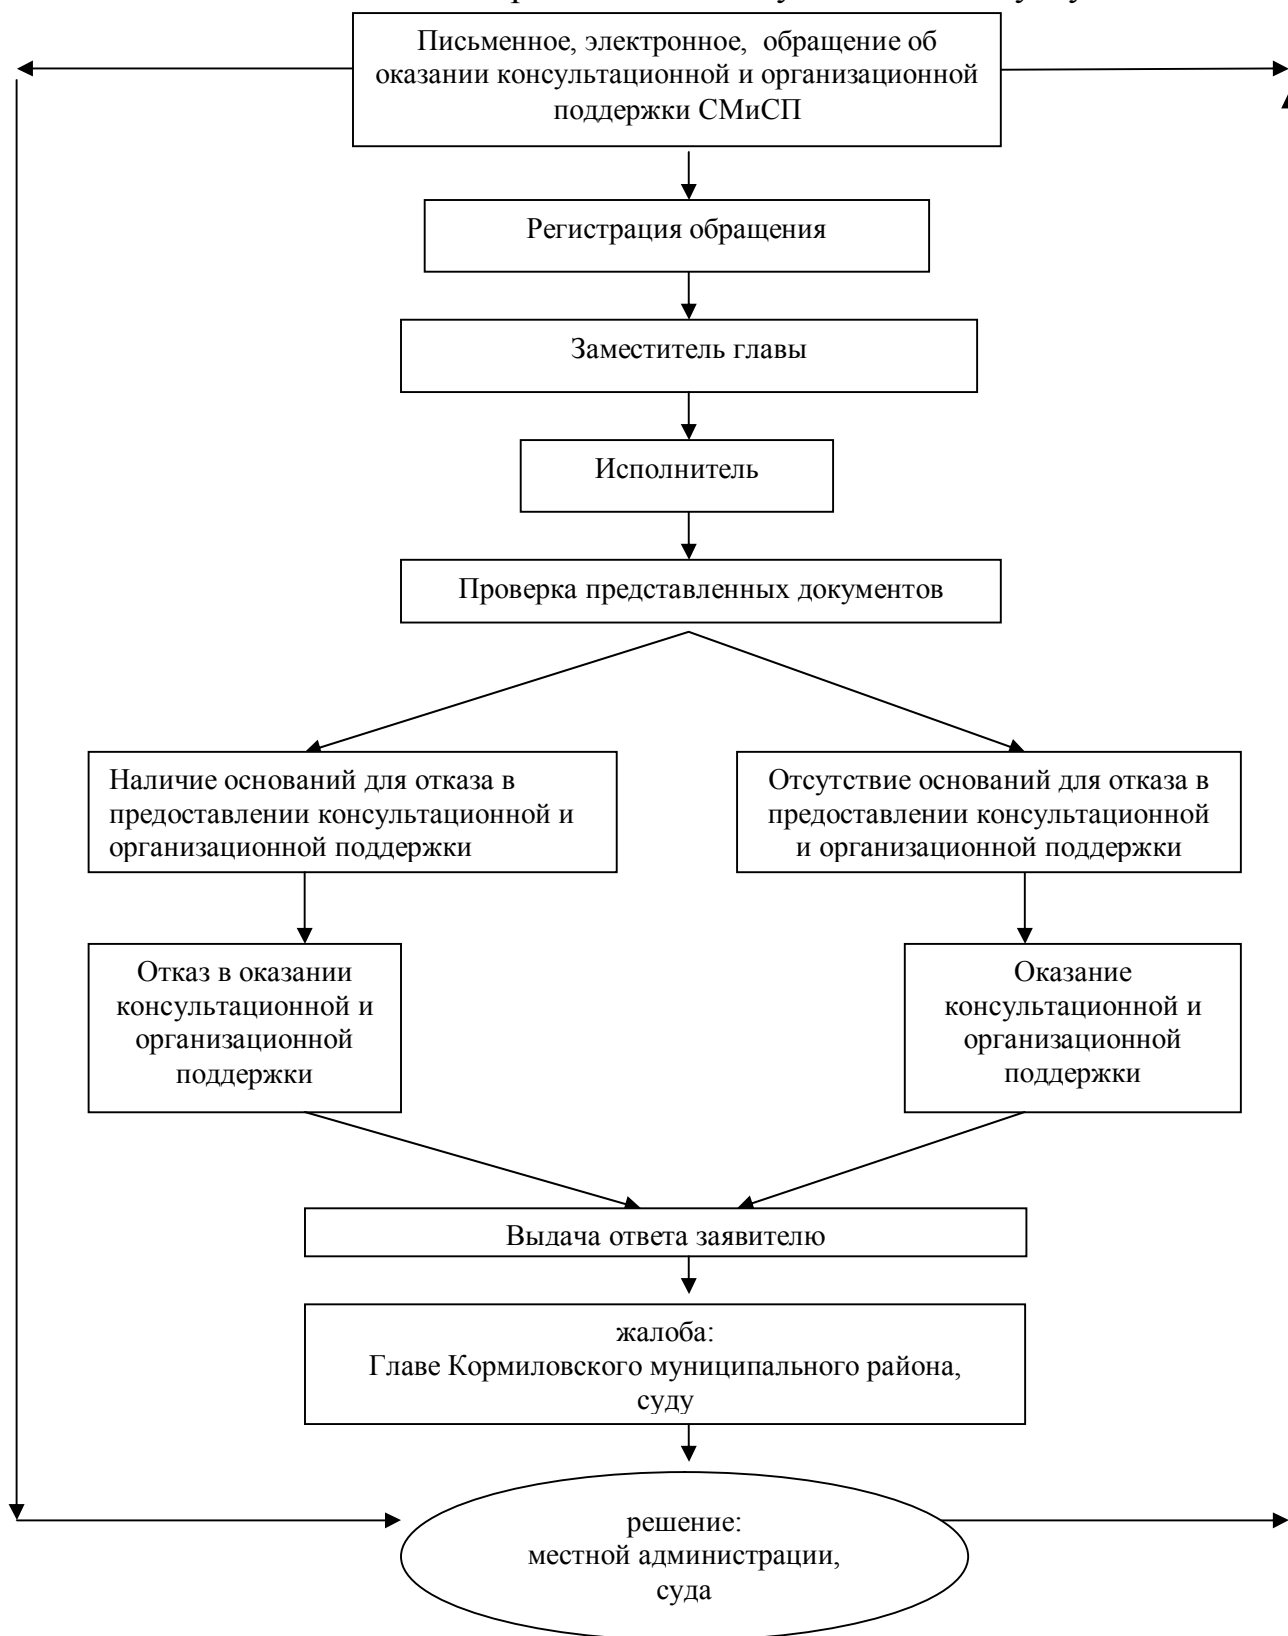 Письменное, электронное, обращение об
оказании консультационной и организационной
поддержки СМиСП
Регистрация обращения
Заместитель главы
Исполнитель
Проверка представленных документов
Наличие оснований для отказа в
предоставлении консультационной и
организационной поддержки
Отсутствие оснований для отказа в
предоставлении консультационной
и организационной поддержки
Отказ в оказании
консультационной и
организационной
поддержки
Оказание
консультационной и
организационной
поддержки
Выдача ответа заявителю
жалоба:
Главе Кормиловского муниципального района,
суду
решение:
местной администрации,
суда